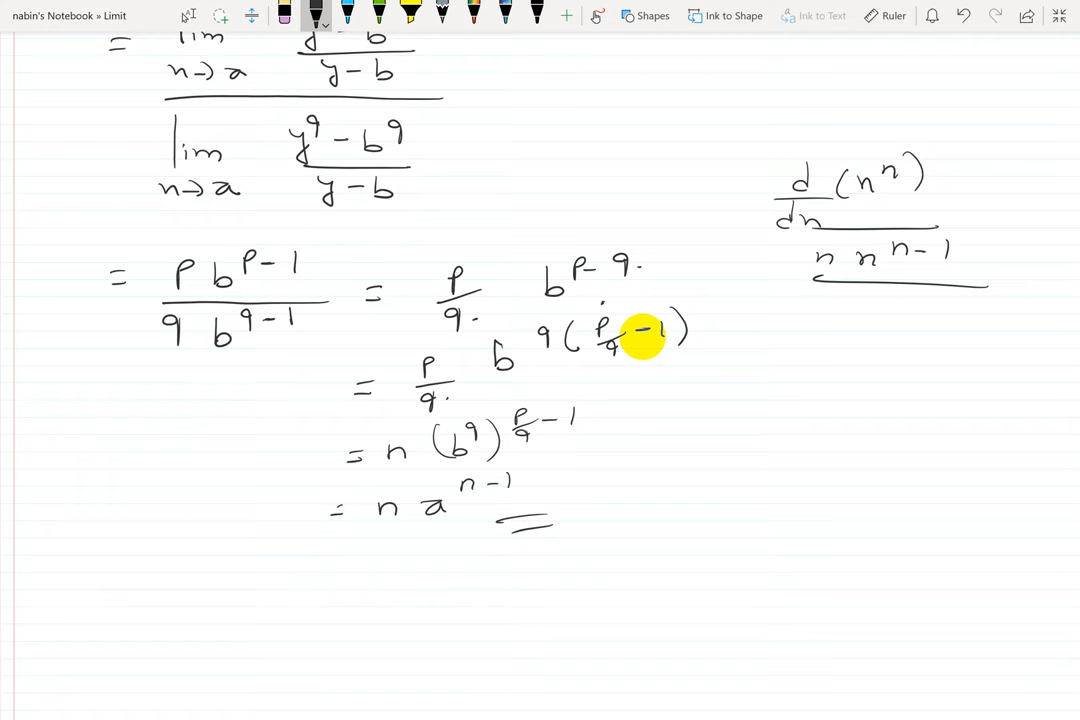 nabin's Notebook » Limit
Shapes
Ink to Shape
Ink to Text
Ruler
= lim n→a y - b / y - b
lim n→a y^q - b^q / y - b
d/dn (n^n)
n n^{n-1}
= p b^{p-1} / q b^{q-1} = p/q. b^{p-q}.
= p/q. b^{q(p/q - 1)}
= n (b^q)^{p/q - 1}
= n a^{n-1}